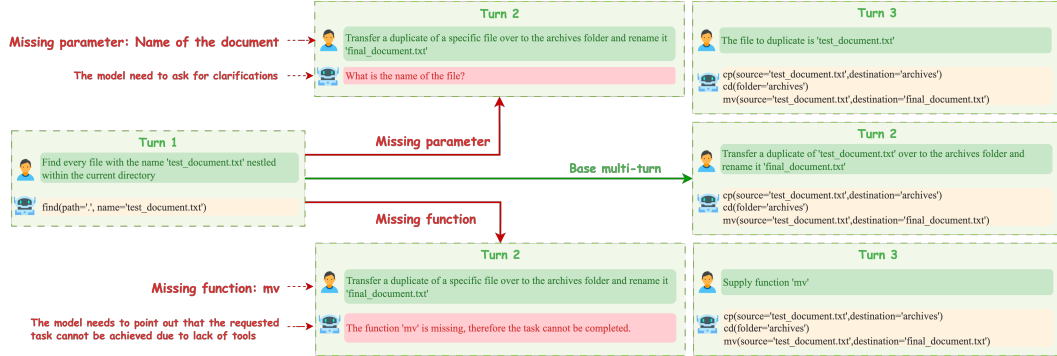 Turn 2
Missing parameter: Name of the document
Transfer a duplicate of a specific file over to the archives folder and rename it
'final_document.txt'
The model need to ask for clarifications
What is the name of the file?
Turn 3
The file to duplicate is 'test_document.txt'
cp(source='test_document.txt',destination='archives')
cd(folder='archives')
mv(source='test_document.txt',destination='final_document.txt')
Missing parameter
Turn 1
Find every file with the name 'test_document.txt' nestled
within the current directory
find(path='.', name='test_document.txt')
Base multi-turn
Turn 2
Transfer a duplicate of 'test_document.txt' over to the archives folder and
rename it 'final_document.txt'
cp(source='test_document.txt',destination='archives')
cd(folder='archives')
mv(source='test_document.txt',destination='final_document.txt')
Missing function
Turn 2
Missing function: mv
Transfer a duplicate of a specific file over to the archives folder and rename it
'final_document.txt'
The model needs to point out that the requested
task cannot be achieved due to lack of tools
The function 'mv' is missing, therefore the task cannot be completed.
Turn 3
Supply function 'mv'
cp(source='test_document.txt',destination='archives')
cd(folder='archives')
mv(source='test_document.txt',destination='final_document.txt')